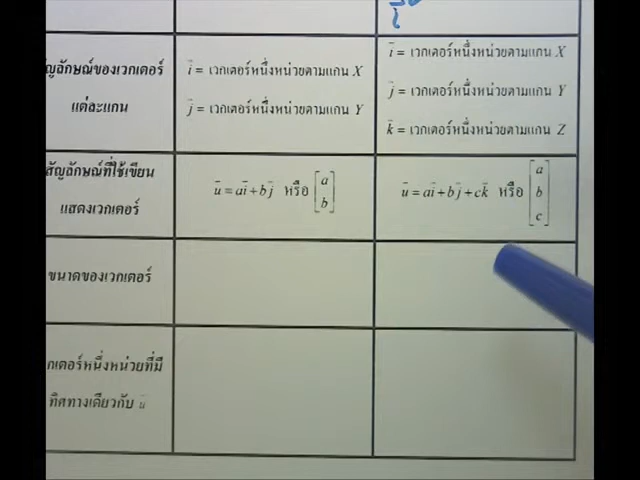 ญลักษณ์ของเวกเตอร์
แต่ละแกน
ī = เวกเตอร์หนึ่งหน่วยตามแกน X
j̄ = เวกเตอร์หนึ่งหน่วยตามแกน Y
ī = เวกเตอร์หนึ่งหน่วยตามแกน X
j̄ = เวกเตอร์หนึ่งหน่วยตามแกน Y
k̄ = เวกเตอร์หนึ่งหน่วยตามแกน Z
สัญลักษณ์ที่ใช้เขียน
แสดงเวกเตอร์
ū = aī + bj̄ หรือ [a b]
ū = aī + bj̄ + ck̄ หรือ [a b c]
ขนาดของเวกเตอร์
กเตอร์หนึ่งหน่วยที่มี
ทิศทางเดียวกับ ū